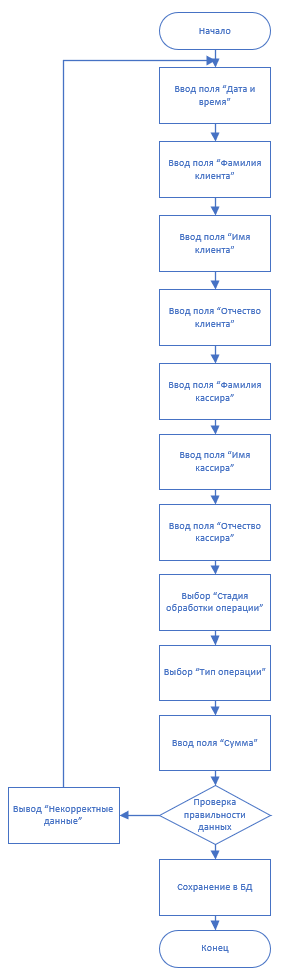 Начало
Ввод поля “Дата и
время”
Ввод поля “Фамилия
клиента”
Ввод поля “Имя
клиента”
Ввод поля “Отчество
клиента”
Ввод поля “Фамилия
кассира”
Ввод поля “Имя
кассира”
Ввод поля “Отчество
кассира”
Выбор “Стадия
обработки операции”
Выбор “Тип операции”
Ввод поля “Сумма”
Проверка
правильности
данных
Вывод “Некорректные
данные”
Сохранение в БД
Конец